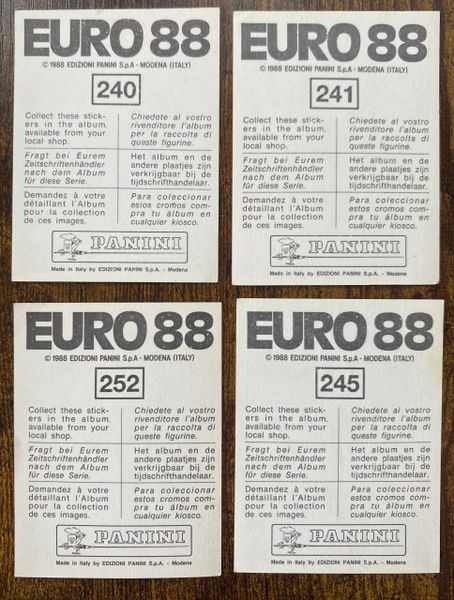 EURO 88
© 1988 EDIZIONI PANINI S.p.A - MODENA (ITALY)
240
Collect these stick-
ers in the album,
available from your
local shop.
Chiedete al vostro
rivenditore l'album
per la raccolta di
queste figurine.
Fragt bei Eurem
Zeitschriftenhändler
nach dem Album
für diese Serie.
Het album en de
andere plaatjes zijn
verkrijgbaar bij de
tijdschrifthandelaar.
Demandez à votre
détaillant l'Album
pour la collection
de ces images.
Para coleccionar
estos cromos com-
pra tu álbum en
cualquier kiosco.
PANINI
Made in Italy by EDIZIONI PANINI S.p.A. - Modena
EURO 88
© 1988 EDIZIONI PANINI S.p.A - MODENA (ITALY)
241
Collect these stick-
ers in the album,
available from your
local shop.
Chiedete al vostro
rivenditore l'album
per la raccolta di
queste figurine.
Fragt bei Eurem
Zeitschriftenhändler
nach dem Album
für diese Serie.
Het album en de
andere plaatjes zijn
verkrijgbaar bij de
tijdschrifthandelaar.
Demandez à votre
détaillant l'Album
pour la collection
de ces images.
Para coleccionar
estos cromos com-
pra tu álbum en
cualquier kiosco.
PANINI
Made in Italy by EDIZIONI PANINI S.p.A. - Modena
EURO 88
© 1988 EDIZIONI PANINI S.p.A - MODENA (ITALY)
252
Collect these stick-
ers in the album,
available from your
local shop.
Chiedete al vostro
rivenditore l'album
per la raccolta di
queste figurine.
Fragt bei Eurem
Zeitschriftenhändler
nach dem Album
für diese Serie.
Het album en de
andere plaatjes zijn
verkrijgbaar bij de
tijdschrifthandelaar.
Demandez à votre
détaillant l'Album
pour la collection
de ces images.
Para coleccionar
estos cromos com-
pra tu álbum en
cualquier kiosco.
PANINI
Made in Italy by EDIZIONI PANINI S.p.A. - Modena
EURO 88
© 1988 EDIZIONI PANINI S.p.A - MODENA (ITALY)
245
Collect these stick-
ers in the album,
available from your
local shop.
Chiedete al vostro
rivenditore l'album
per la raccolta di
queste figurine.
Fragt bei Eurem
Zeitschriftenhändler
nach dem Album
für diese Serie.
Het album en de
andere plaatjes zijn
verkrijgbaar bij de
tijdschrifthandelaar.
Demandez à votre
détaillant l'Album
pour la collection
de ces images.
Para coleccionar
estos cromos com-
pra tu álbum en
cualquier kiosco.
PANINI
Made in Italy by EDIZIONI PANINI S.p.A. - Modena